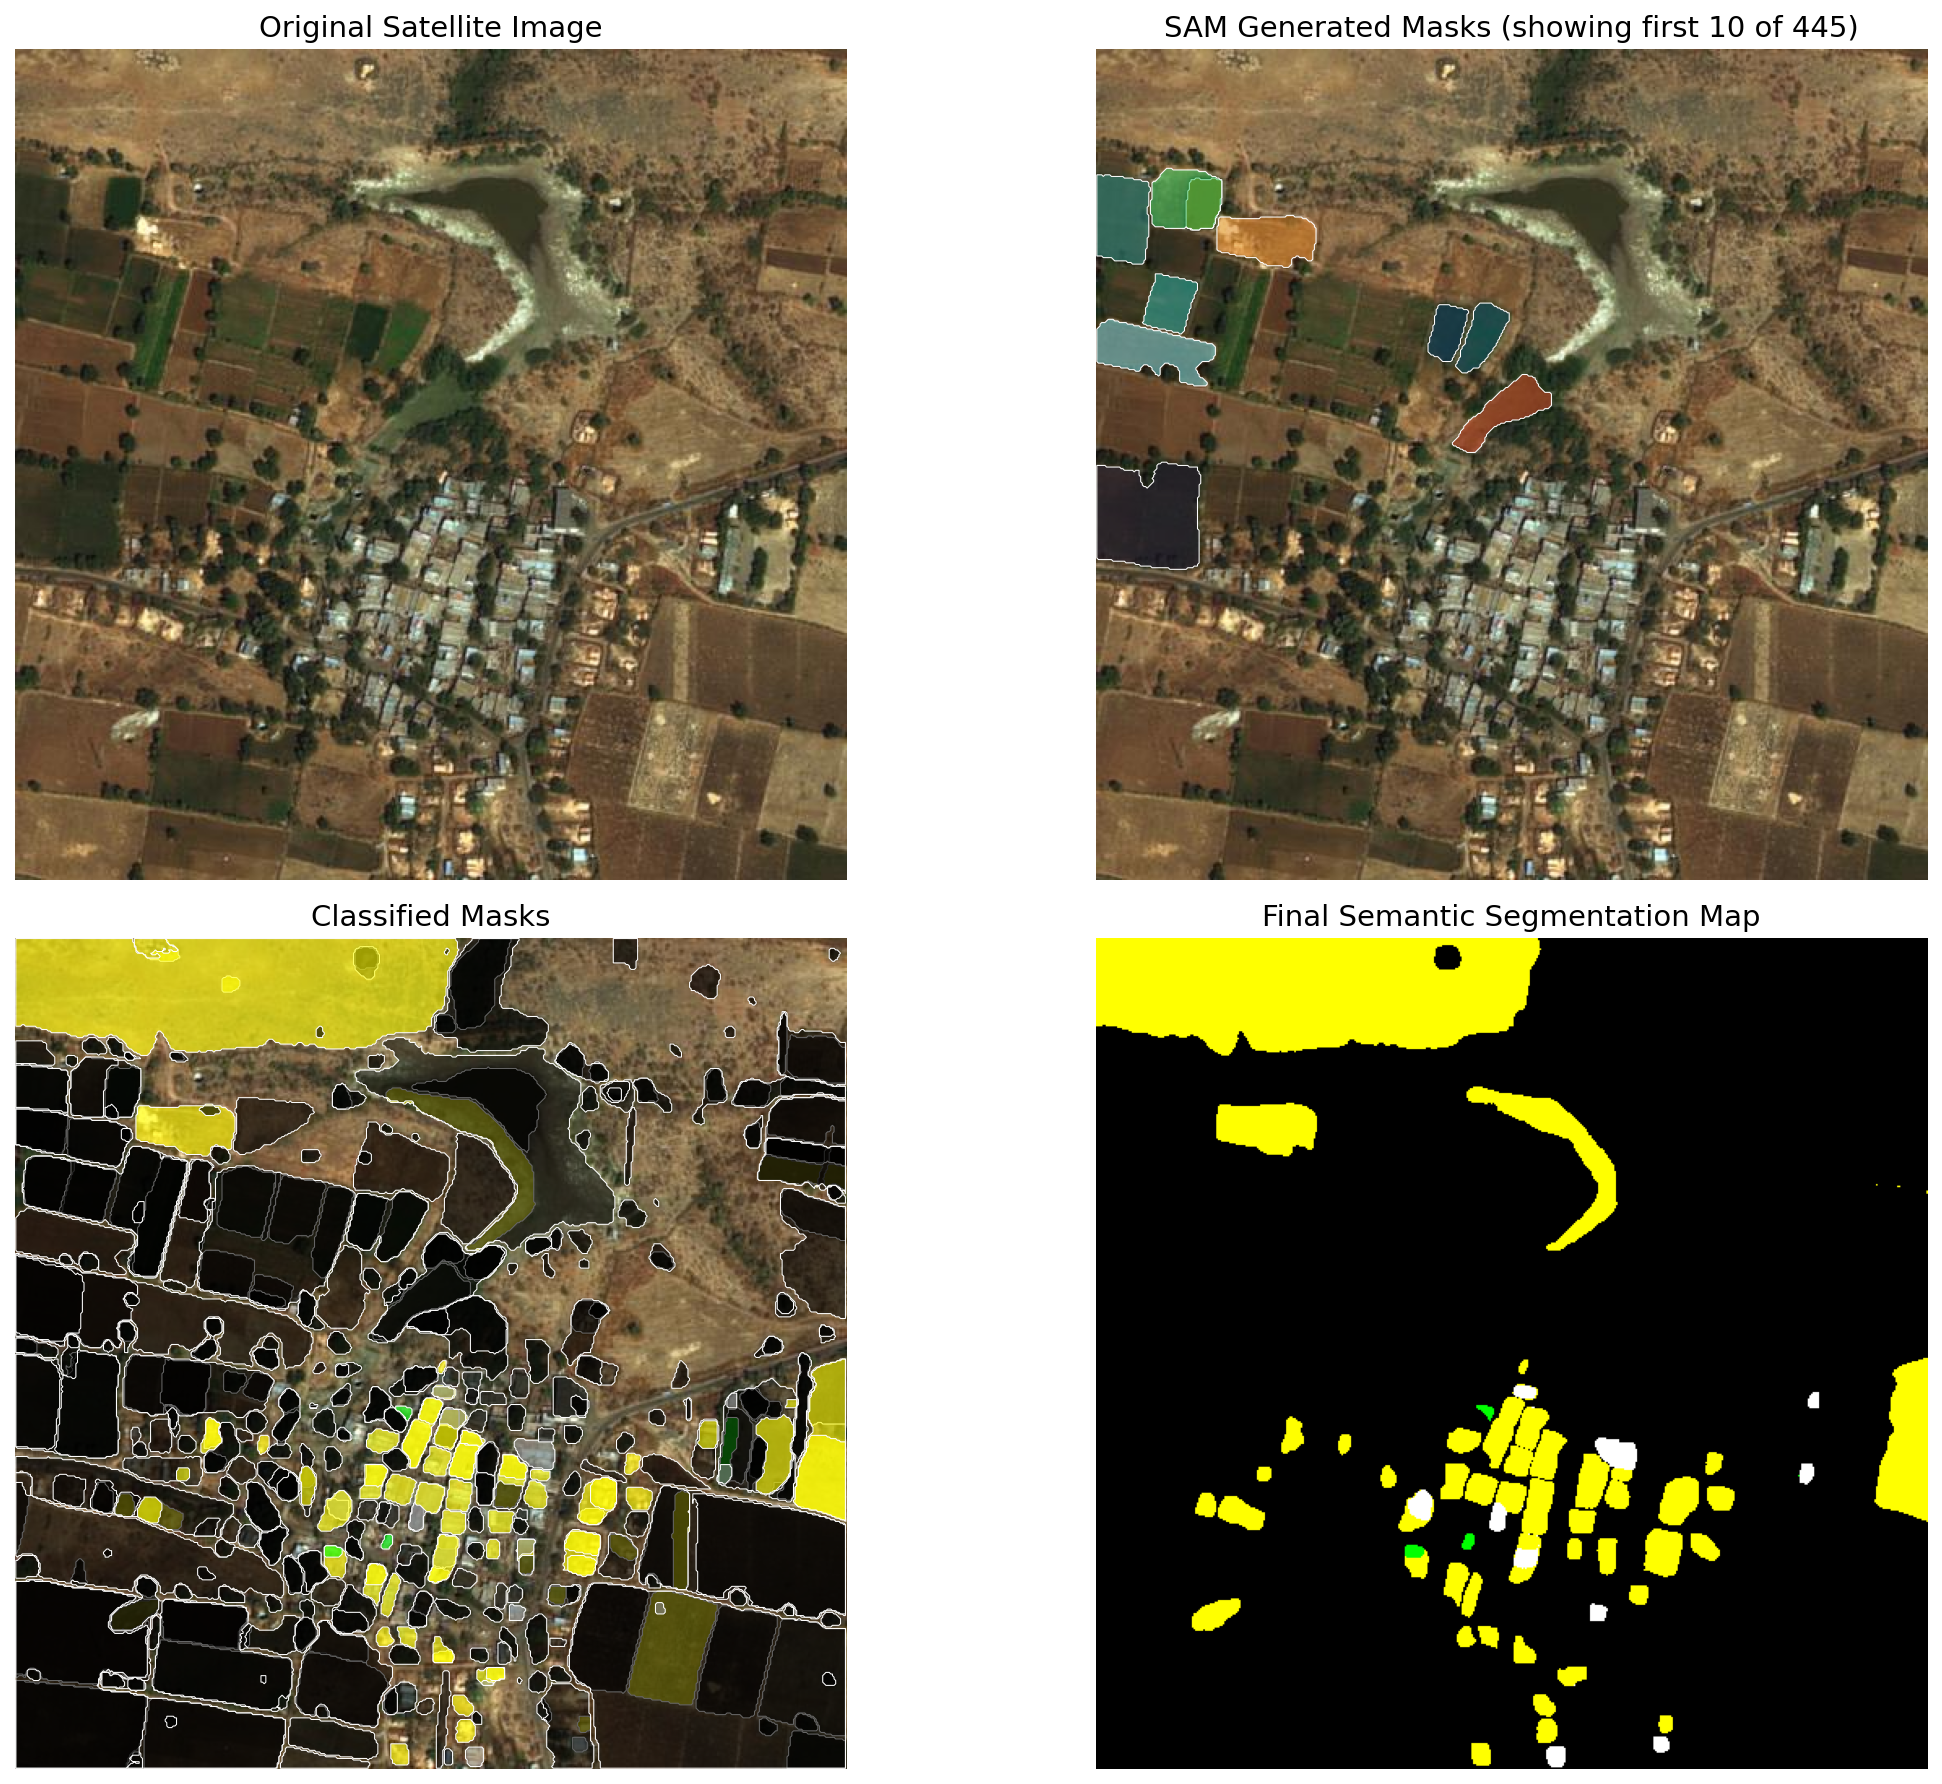 Original Satellite Image
SAM Generated Masks (showing first 10 of 445)
Classified Masks
Final Semantic Segmentation Map